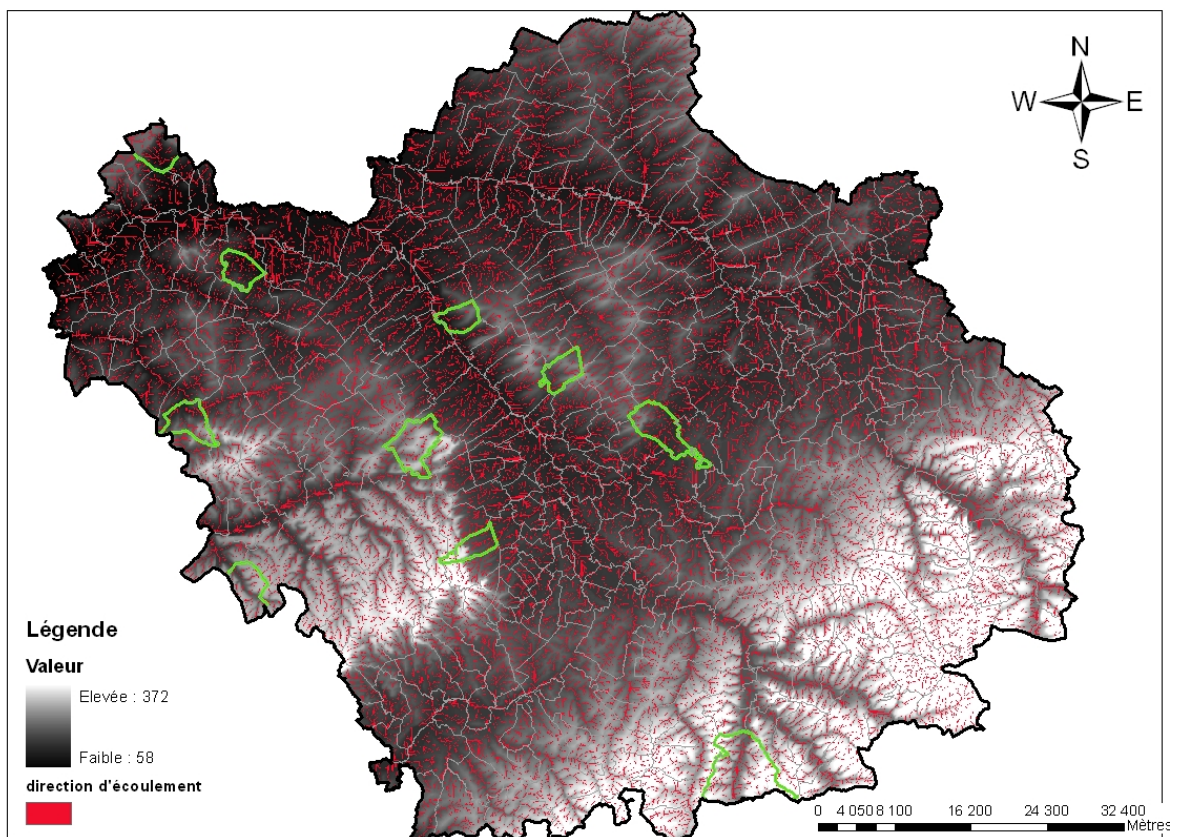 N
W E
S
Légende
Valeur
Elevée : 372
Faible : 58
direction d'écoulement
0 4 050 8 100 16 200 24 300 32 400
Mètres